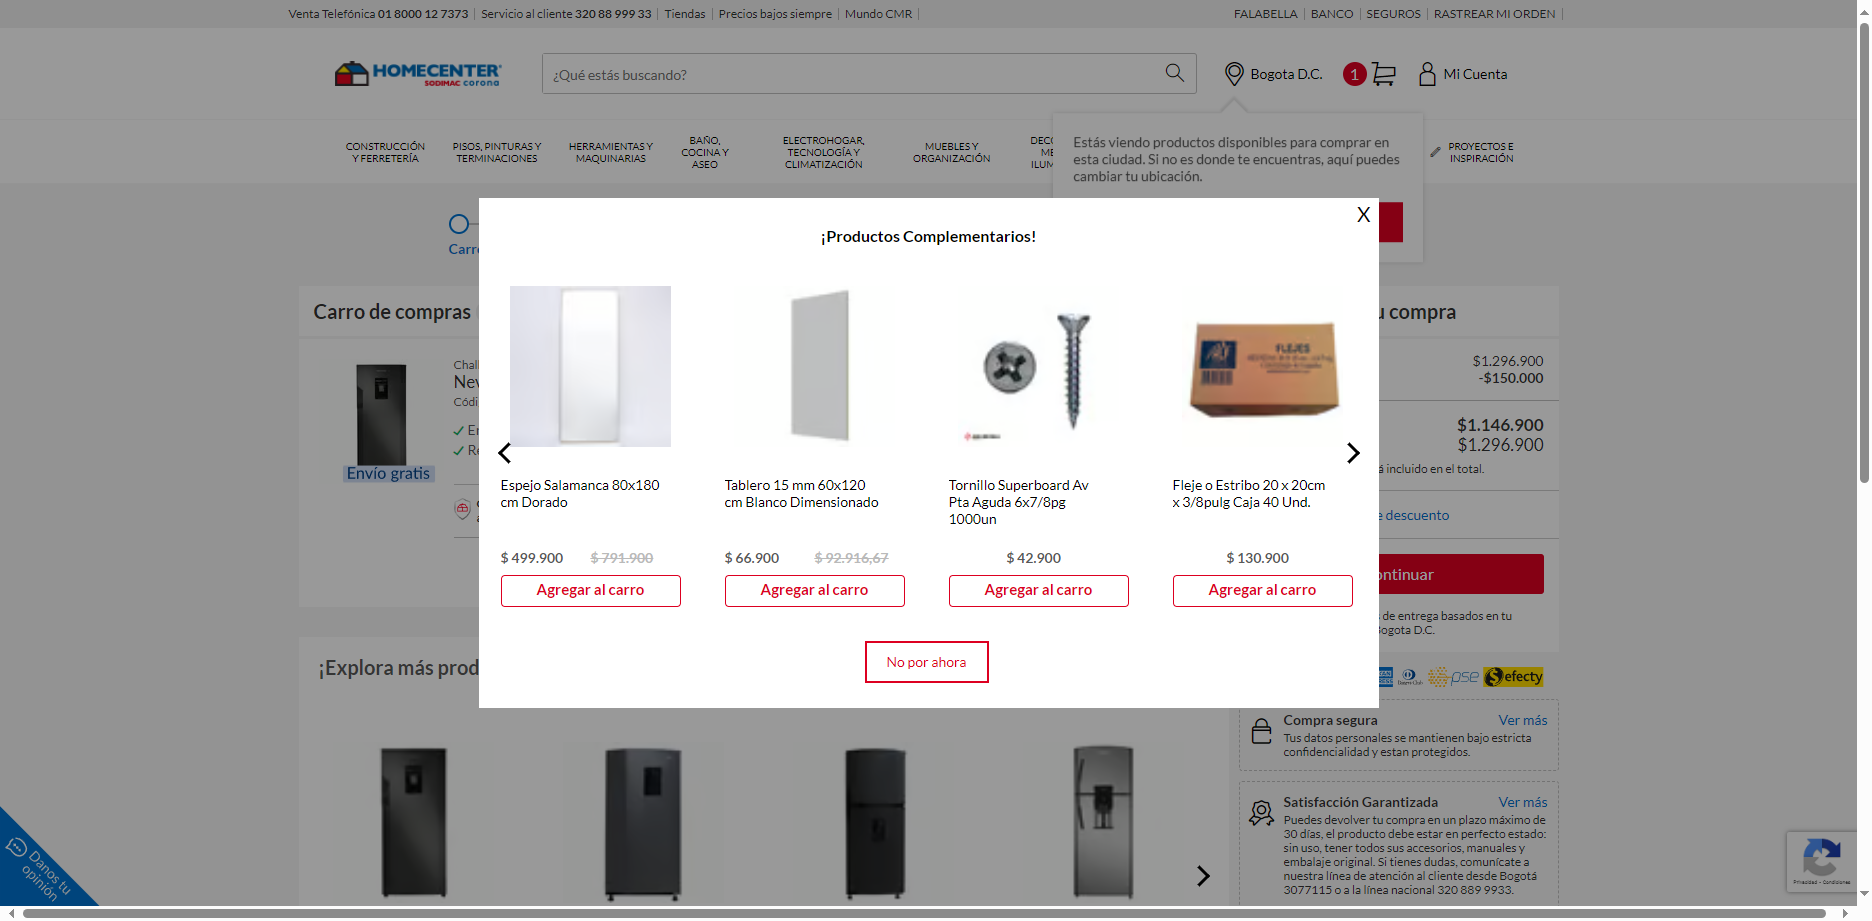 Venta Telefónica 01 8000 12 7373
Servicio al cliente 320 88 999 33
Tiendas
Precios bajos siempre
Mundo CMR
FALABELLA
BANCO
SEGUROS
RASTREAR MI ORDEN
HOMECENTER
SODIMAC corona
¿Qué estás buscando?
Bogota D.C.
1
Mi Cuenta
CONSTRUCCIÓN
Y FERRETERÍA
PISOS, PINTURAS Y
TERMINACIONES
HERRAMIENTAS Y
MAQUINARIAS
BAÑO,
COCINA Y
ASEO
ELECTROHOGAR,
TECNOLOGÍA Y
CLIMATIZACIÓN
MUEBLES Y
ORGANIZACIÓN
PROYECTOS E
INSPIRACIÓN
Estás viendo productos disponibles para comprar en
esta ciudad. Si no es donde te encuentras, aquí puedes
cambiar tu ubicación.
X
¡Productos Complementarios!
Carro de compras
compra
Envío gratis
$1.296.900
-$150.000
$1.146.900
$1.296.900
incluido en el total.
de descuento
Espejo Salamanca 80x180
cm Dorado
$ 499.900 $ 791.900
Agregar al carro
Tablero 15 mm 60x120
cm Blanco Dimensionado
$ 66.900 $ 92.916,67
Agregar al carro
FLEJES
Tornillo Superboard Av
Pta Aguda 6x7/8pg
1000un
$ 42.900
Agregar al carro
Fleje o Estribo 20 x 20cm
x 3/8pulg Caja 40 Und.
$ 130.900
Agregar al carro
No por ahora
ontinuar
de entrega basados en tu
Bogota D.C.
¡Explora más prod
pse
efecty
Compra segura
Ver más
Tus datos personales se mantienen bajo estricta
confidencialidad y estan protegidos.
Satisfacción Garantizada
Ver más
Puedes devolver tu compra en un plazo máximo de
30 días, el producto debe estar en perfecto estado:
sin uso, tener todos sus accesorios, manuales y
embalaje original. Si tienes dudas, comunícate a
nuestra línea de atención al cliente desde Bogotá
3077115 o a la línea nacional 320 889 9933.
Danos tu
opinión
Privacidad - Condiciones